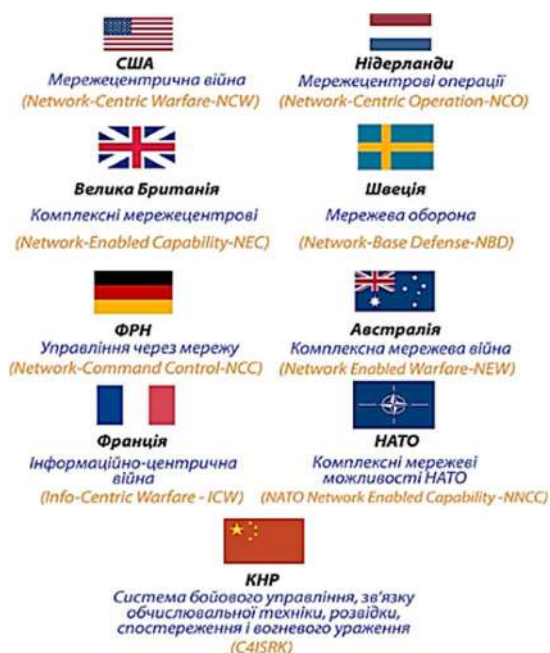 США
Мережецентрична війна
(Network-Centric Warfare-NCW)
Нідерланди
Мережецентрові операції
(Network-Centric Operation-NCO)
Велика Британія
Комплексні мережецентрові
(Network-Enabled Capability-NEC)
Швеція
Мережева оборона
(Network-Base Defense-NBD)
ФРН
Управління через мережу
(Network-Command Control-NCC)
Австралія
Комплексна мережева війна
(Network Enabled Warfare-NEW)
Франція
Інформаційно-центрична
війна
(Info-Centric Warfare - ICW)
НАТО
Комплексні мережеві
можливості НАТО
(NATO Network Enabled Capability -NNCC)
КНР
Система бойового управління, зв'язку
обчислювальної техніки, розвідки,
спостереження і вогневого ураження
(C4ISRK)